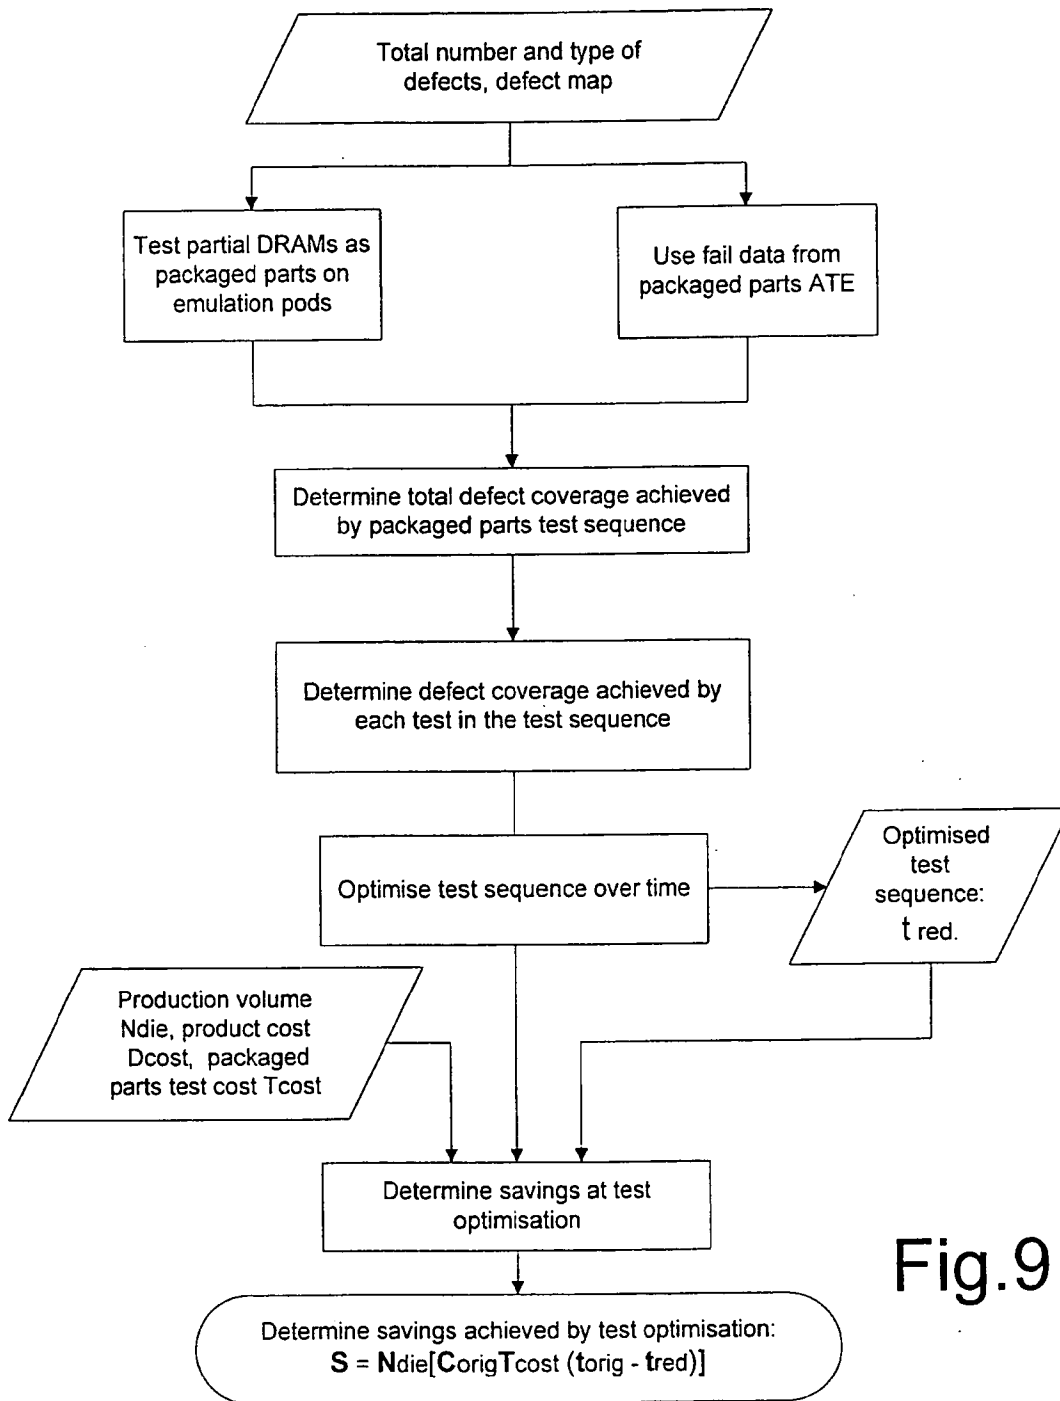 Total number and type of
defects, defect map
Test partial DRAMs as
packaged parts on
emulation pods
Use fail data from
packaged parts ATE
Determine total defect coverage achieved
by packaged parts test sequence
Determine defect coverage achieved by
each test in the test sequence
Optimise test sequence over time
Optimised
test
sequence:
t red.
Production volume
Ndie, product cost
Dcost, packaged
parts test cost Tcost
Determine savings at test
optimisation
Determine savings achieved by test optimisation:
S = Ndie[CorigTcost (torig - tred)]
Fig.9